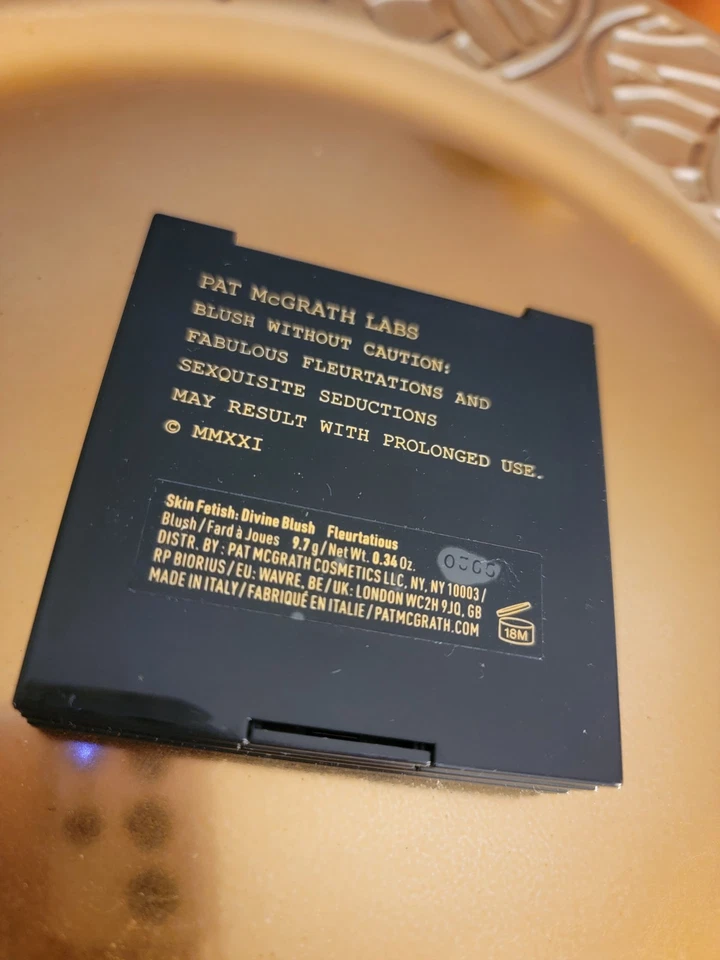 PAT McGRATH LABS
BLUSH WITHOUT CAUTION:
FABULOUS FLEURTATIONS AND
SEXQUISITE SEDUCTIONS
MAY RESULT WITH PROLONGED USE.
© MMXXI
Skin Fetish: Divine Blush Fleurtatious
Blush/Fard à Joues 9.7 g/Net Wt. 0.34 Oz.
DISTR. BY: PAT MCGRATH COSMETICS LLC, NY, NY 10003/
RP BIORIUS/EU: WAVRE, BE/UK: LONDON WC2H 9JQ, GB
MADE IN ITALY/FABRIQUÉ EN ITALIE/PATMCGRATH.COM
18M